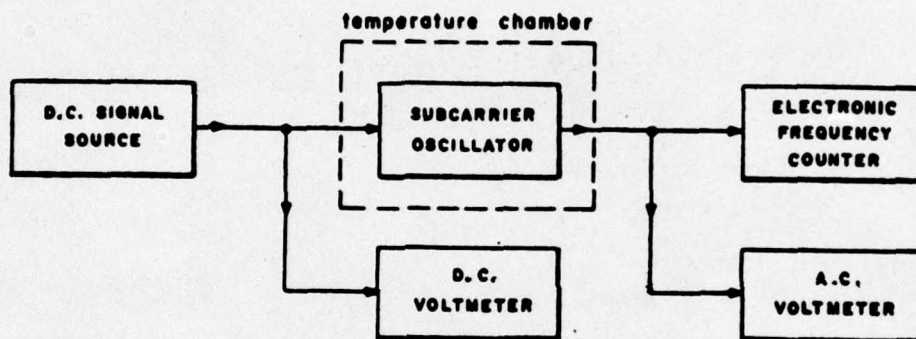 temperature chamber
D.C. SIGNAL
SOURCE
SUBCARRIER
OSCILLATOR
ELECTRONIC
FREQUENCY
COUNTER
D.C.
VOLTMETER
A.C.
VOLTMETER